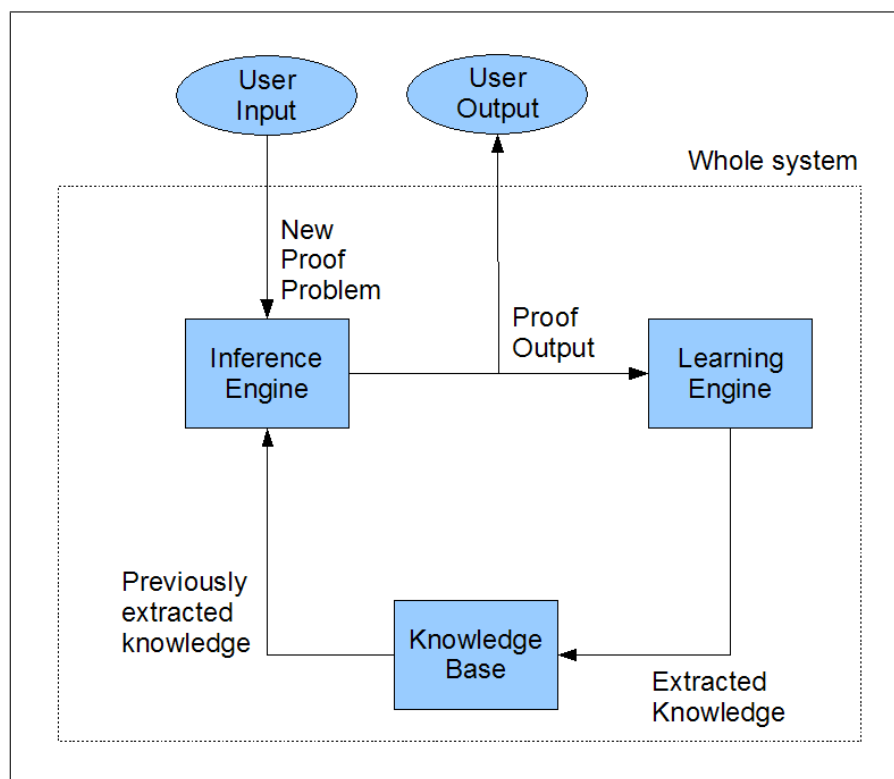 User
Input
User
Output
Whole system
New
Proof
Problem
Proof
Output
Inference
Engine
Learning
Engine
Previously
extracted
knowledge
Knowledge
Base
Extracted
Knowledge